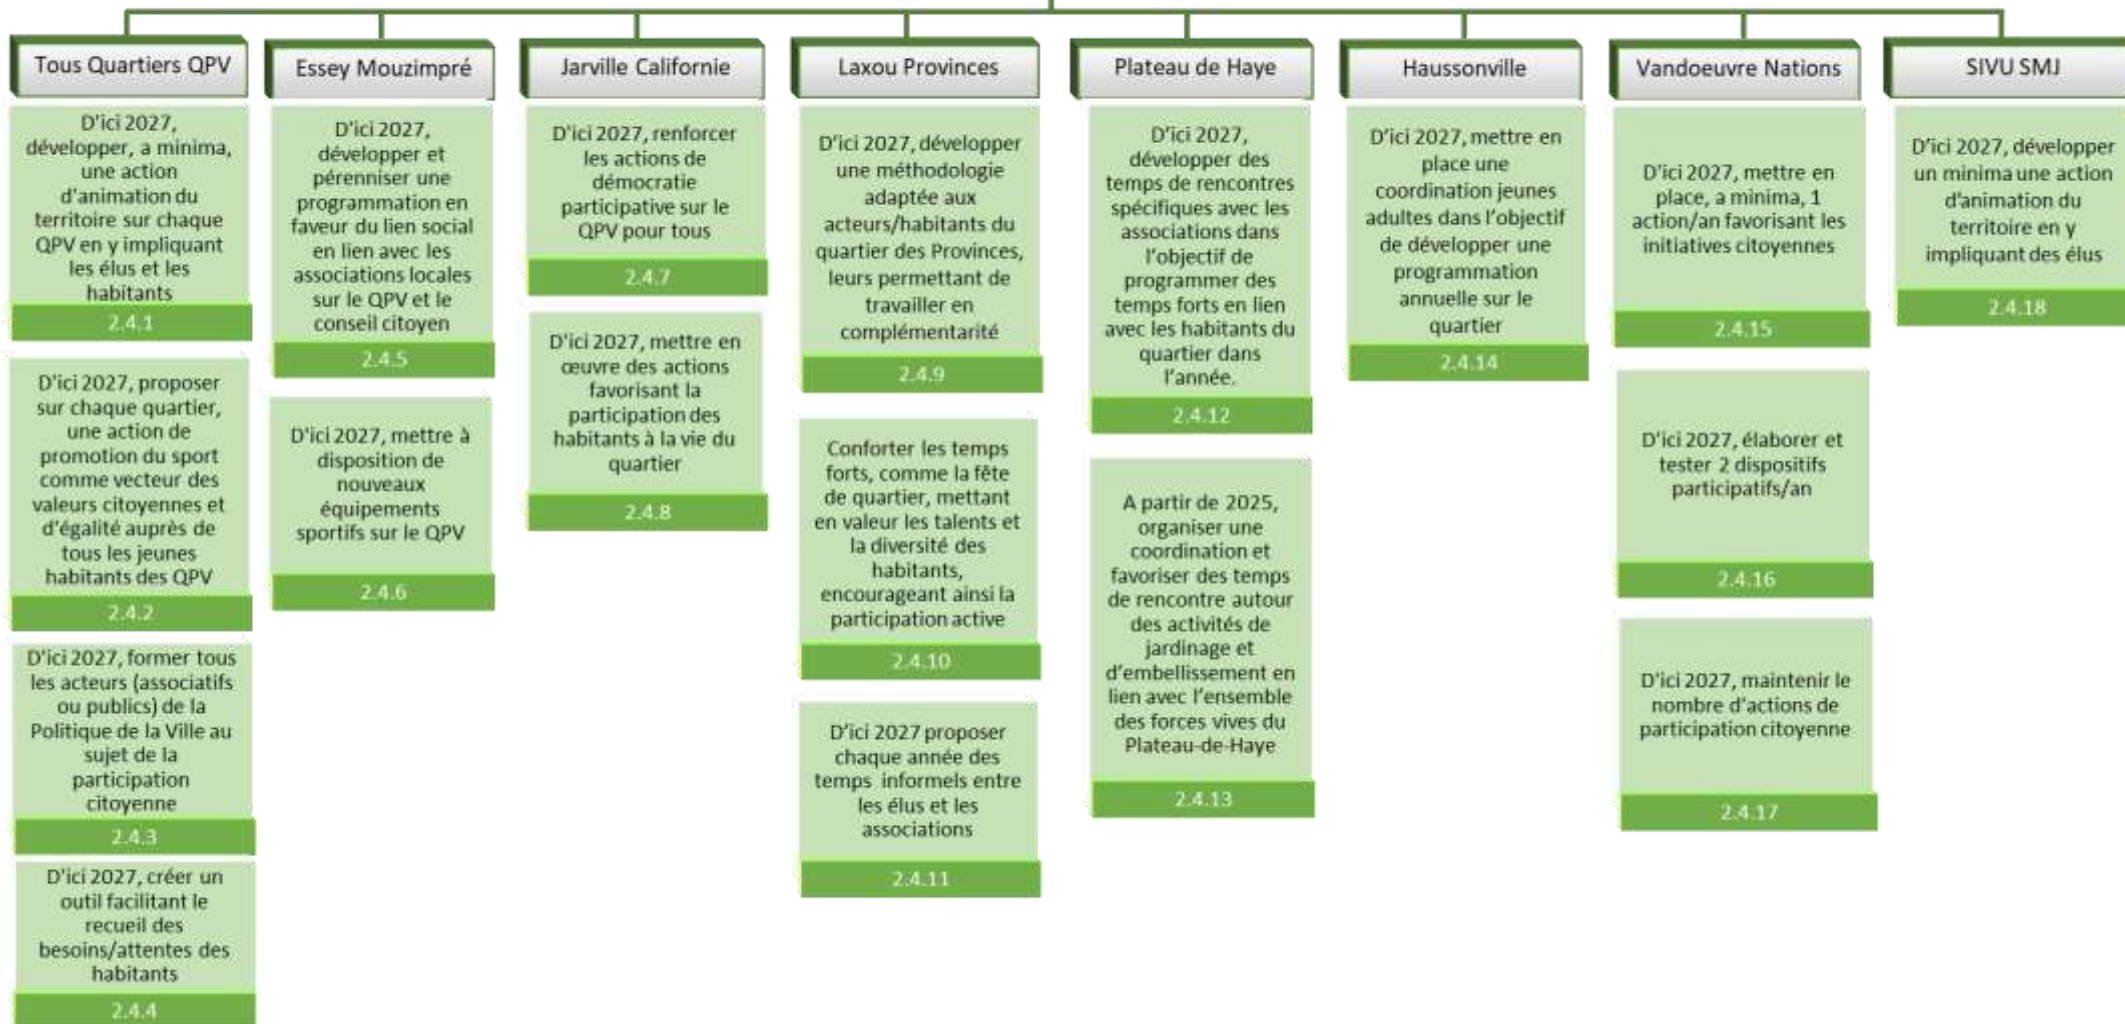 Tous Quartiers QPV
D'ici 2027,
développer, a minima,
une action
d'animation du
territoire sur chaque
QPV en y impliquant
les élus et les
habitants
2.4.1
D'ici 2027, proposer
sur chaque quartier,
une action de
promotion du sport
comme vecteur des
valeurs citoyennes et
d'égalité auprès de
tous les jeunes
habitants des QPV
2.4.2
D'ici 2027, former tous
les acteurs (associatifs
ou publics) de la
Politique de la Ville au
sujet de la
participation
citoyenne
2.4.3
D'ici 2027, créer un
outil facilitant le
recueil des
besoins/attentes des
habitants
2.4.4
Essey Mouzimpré
D'ici 2027,
développer et
pérenniser une
programmation en
faveur du lien social
en lien avec les
associations locales
sur le QPV et le
conseil citoyen
2.4.5
D'ici 2027, mettre à
disposition de
nouveaux
équipements
sportifs sur le QPV
2.4.6
Jarville Californie
D'ici 2027, renforcer
les actions de
démocratie
participative sur le
QPV pour tous
2.4.7
D'ici 2027, mettre en
œuvre des actions
favorisant la
participation des
habitants à la vie du
quartier
2.4.8
Laxou Provinces
D'ici 2027, développer
une méthodologie
adaptée aux
acteurs/habitants du
quartier des Provinces,
leurs permettant de
travailler en
complémentarité
2.4.9
Conforter les temps
forts, comme la fête
de quartier, mettant
en valeur les talents et
la diversité des
habitants,
encourageant ainsi la
participation active
2.4.10
D'ici 2027 proposer
chaque année des
temps informels entre
les élus et les
associations
2.4.11
Plateau de Haye
D'ici 2027,
développer des
temps de rencontres
spécifiques avec les
associations dans
l'objectif de
programmer des
temps forts en lien
avec les habitants du
quartier dans
l'année.
2.4.12
A partir de 2025,
organiser une
coordination et
favoriser des temps
de rencontre autour
des activités de
jardinage et
d'embellissement en
lien avec l'ensemble
des forces vives du
Plateau-de-Haye
2.4.13
Haussonville
D'ici 2027, mettre en
place une
coordination jeunes
adultes dans l'objectif
de développer une
programmation
annuelle sur le
quartier
2.4.14
Vandoeuvre Nations
D'ici 2027, mettre en
place, a minima, 1
action/an favorisant les
initiatives citoyennes
2.4.15
D'ici 2027, élaborer et
tester 2 dispositifs
participatifs/an
2.4.16
D'ici 2027, maintenir le
nombre d'actions de
participation citoyenne
2.4.17
SIVU SMJ
D'ici 2027, développer
un minima une action
d'animation du
territoire en y
impliquant des élus
2.4.18